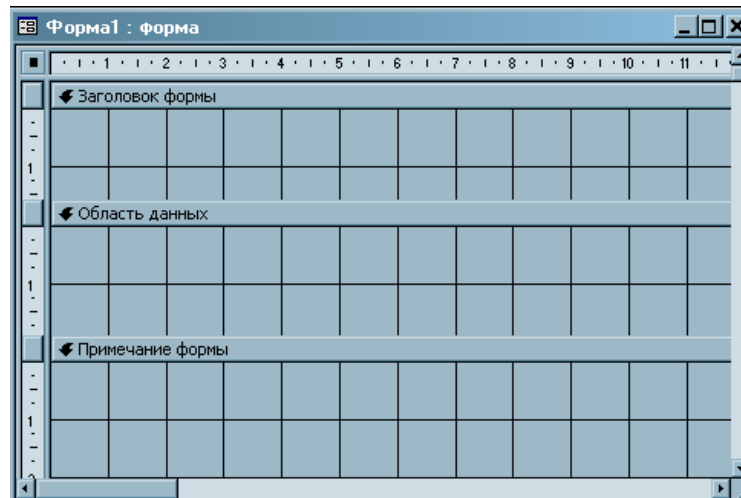 Форма1 : форма
1 2 3 4 5 6 7 8 9 10 11
Заголовок формы
1
Область данных
1
Примечание формы
1